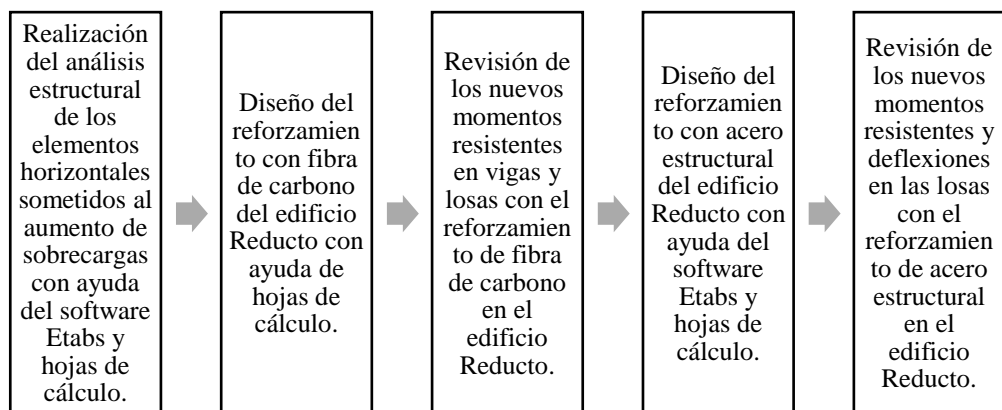 Realización
del análisis
estructural
de los
elementos
horizontales
sometidos al
aumento de
sobrecargas
con ayuda
del software
Etabs y
hojas de
cálculo.
Diseño del
reforzamien
to con fibra
de carbono
del edificio
Reducto con
ayuda de
hojas de
cálculo.
Revisión de
los nuevos
momentos
resistentes
en vigas y
losas con el
reforzamien
to de fibra
de carbono
en el
edificio
Reducto.
Diseño del
reforzamien
to con acero
estructural
del edificio
Reducto con
ayuda del
software
Etabs y
hojas de
cálculo.
Revisión de
los nuevos
momentos
resistentes y
deflexiones
en las losas
con el
reforzamien
to de acero
estructural
en el
edificio
Reducto.